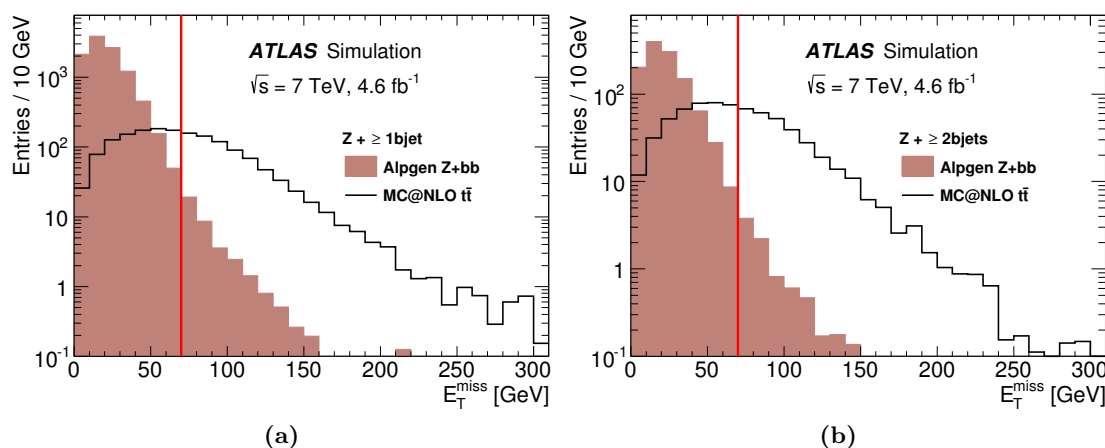 Entries / 10 GeV
10³
10²
10
1
10⁻¹
ATLAS Simulation
√s = 7 TeV, 4.6 fb⁻¹
Z + ≥ 1bjet
Alpgen Z+bb
MC@NLO tt̄
0 50 100 150 200 250 300
E_T^miss [GeV]
(a)
Entries / 10 GeV
10²
10
1
10⁻¹
ATLAS Simulation
√s = 7 TeV, 4.6 fb⁻¹
Z + ≥ 2bjets
Alpgen Z+bb
MC@NLO tt̄
0 50 100 150 200 250 300
E_T^miss [GeV]
(b)